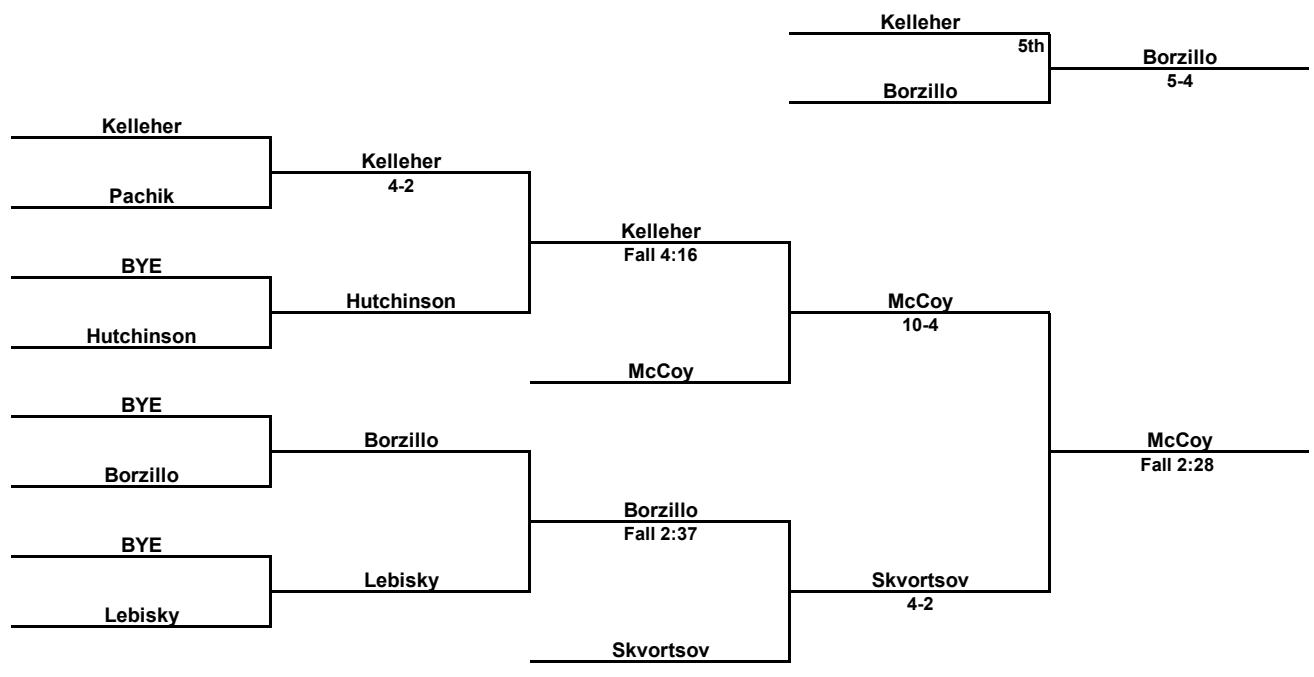 Kelleher
5th
Borzillo
5-4
Borzillo
Kelleher
Kelleher
4-2
Pachik
Kelleher
Fall 4:16
BYE
Hutchinson
McCoy
10-4
Hutchinson
McCoy
BYE
Borzillo
McCoy
Fall 2:28
Borzillo
Borzillo
Fall 2:37
BYE
Lebisky
Skvortsov
4-2
Lebisky
Skvortsov